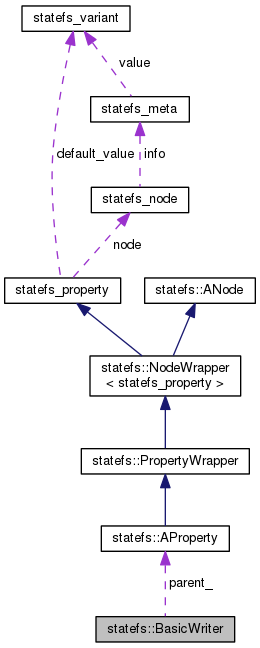 statefs_variant
value
statefs_meta
default_value
info
statefs_node
node
statefs_property
statefs::ANode
statefs::NodeWrapper
< statefs_property >
statefs::PropertyWrapper
statefs::AProperty
parent_
statefs::BasicWriter